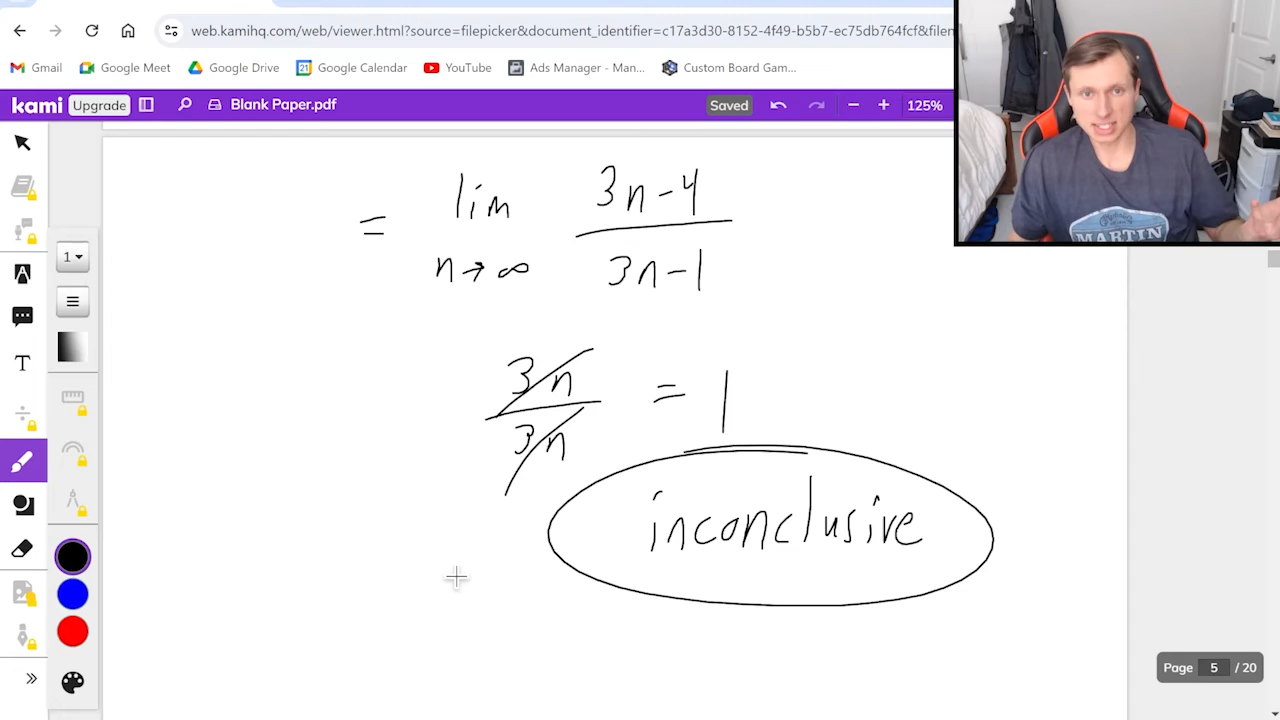 web.kamihq.com/web/viewer.html?source=filepicker&document_identifier=c17a3d30-8152-4f49-b5b7-ec75db764fcf&filen
Gmail Google Meet Google Drive 31 Google Calendar YouTube Ads Manager - Man... Custom Board Gam...
kami Upgrade Blank Paper.pdf Saved 125%
= lim 3n-4
n→∞ 3n-1
1
3n
3n
= 1
inconclusive
A
T
MARTIN
Page 5 / 20